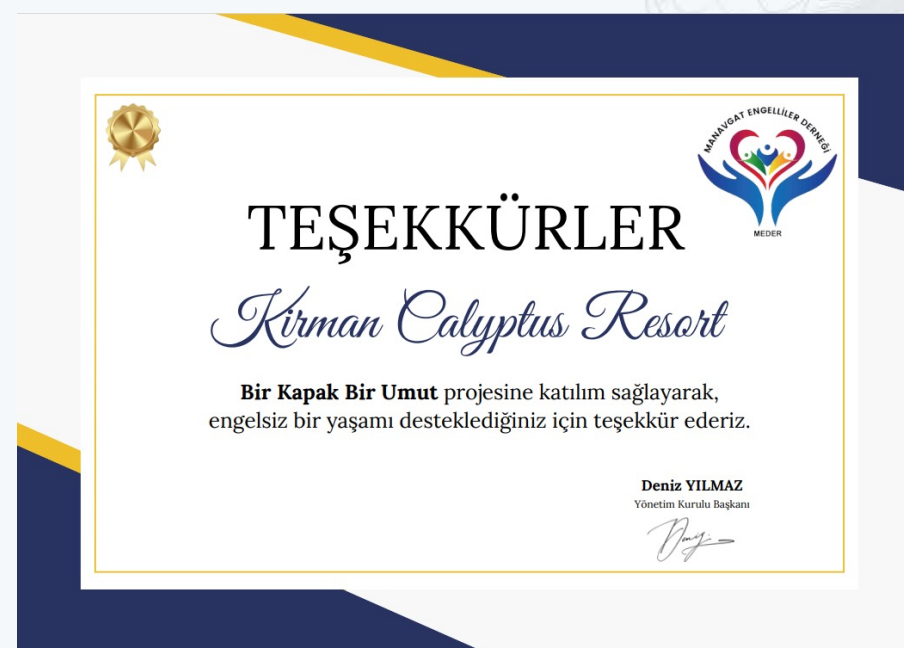 MANAVGAT ENGELLİLER DERNEĞİ
MEDER
TEŞEKKÜRLER
Kirman Calyptus Resort
Bir Kapak Bir Umut projesine katılım sağlayarak,
engelsiz bir yaşamı desteklediğiniz için teşekkür ederiz.
Deniz YILMAZ
Yönetim Kurulu Başkanı
Deniz